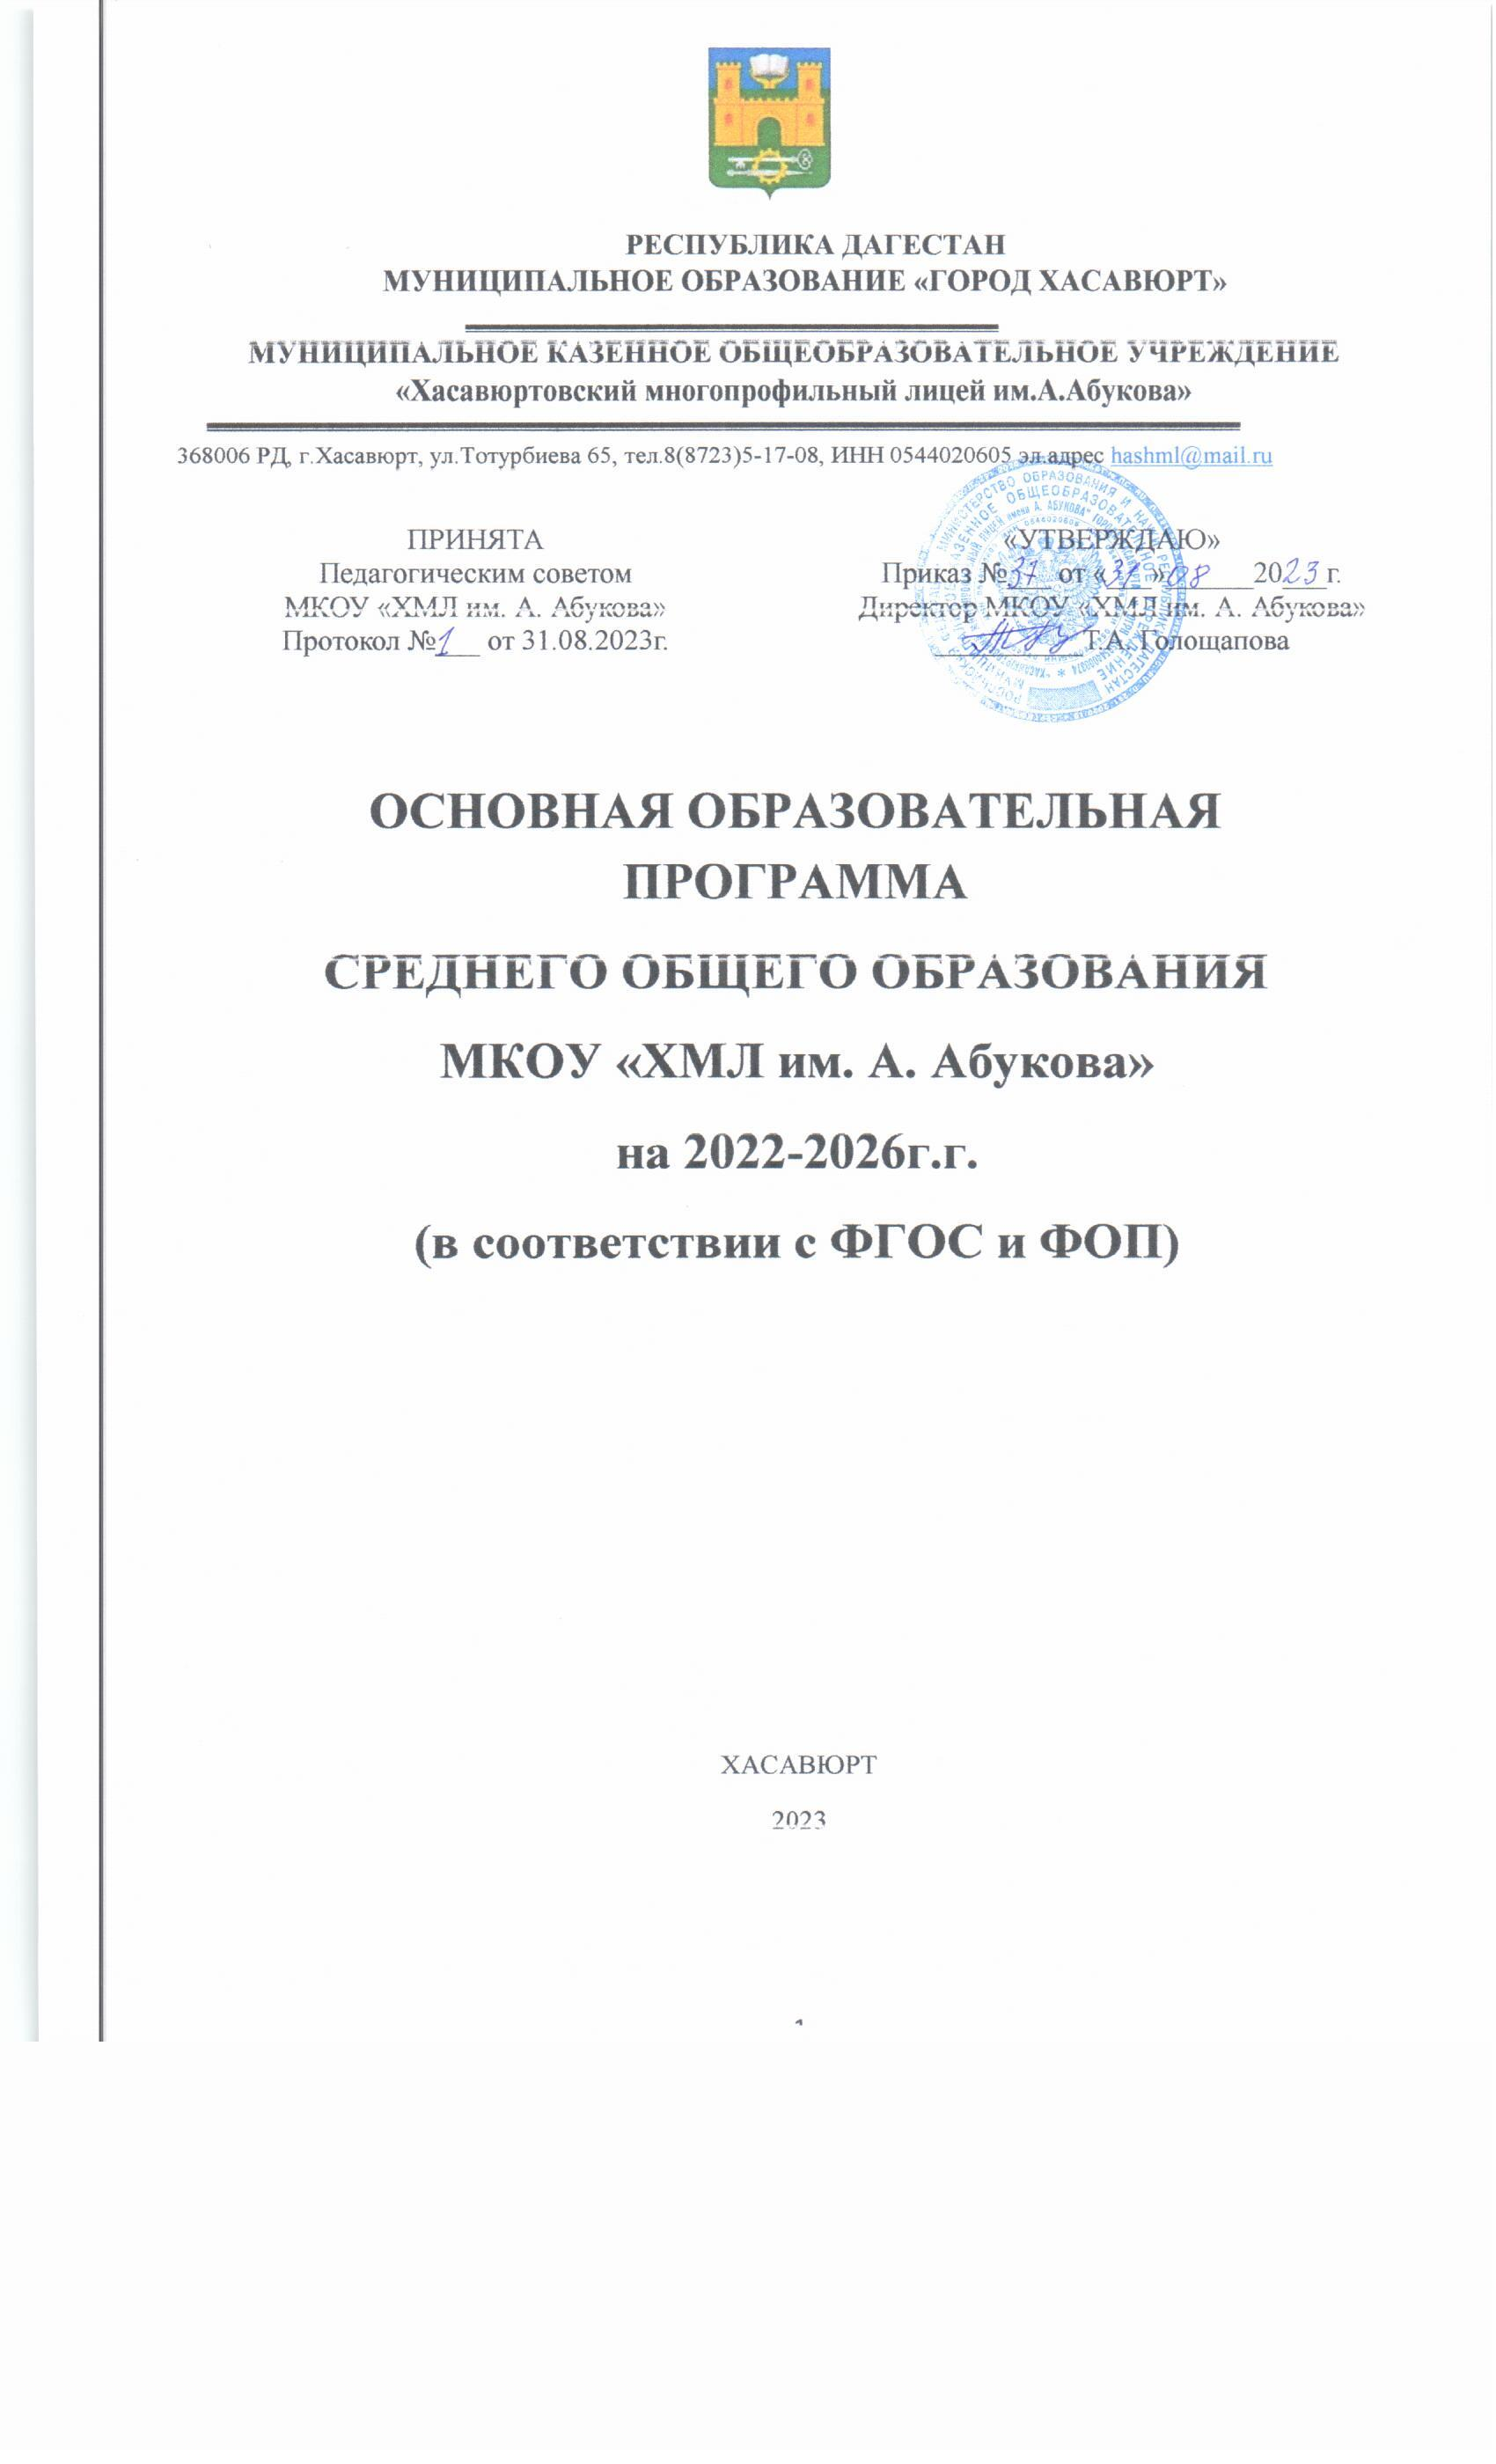 РЕСПУБЛИКА ДАГЕСТАН
МУНИЦИПАЛЬНОЕ ОБРАЗОВАНИЕ «ГОРОД ХАСАВЮРТ»
МУНИЦИПАЛЬНОЕ КАЗЕННОЕ ОБЩЕОБРАЗОВАТЕЛЬНОЕ УЧРЕЖДЕНИЕ
«Хасавюртовский многопрофильный лицей им.А.Абукова»
368006 РД, г.Хасавюрт, ул.Тотурбиева 65, тел.8(8723)5-17-08, ИНН 0544020605 эл.адрес hashml@mail.ru
ПРИНЯТА
Педагогическим советом
МКОУ «ХМЛ им. А. Абукова»
Протокол №1 от 31.08.2023г.
«УТВЕРЖДАЮ»
Приказ №37 от «31» 08 2023г.
Директор МКОУ «ХМЛ им. А. Абукова»
Т.А. Голощапова
ОСНОВНАЯ ОБРАЗОВАТЕЛЬНАЯ
ПРОГРАММА
СРЕДНЕГО ОБЩЕГО ОБРАЗОВАНИЯ
МКОУ «ХМЛ им. А. Абукова»
на 2022-2026г.г.
(в соответствии с ФГОС и ФОП)
ХАСАВЮРТ
2023
1